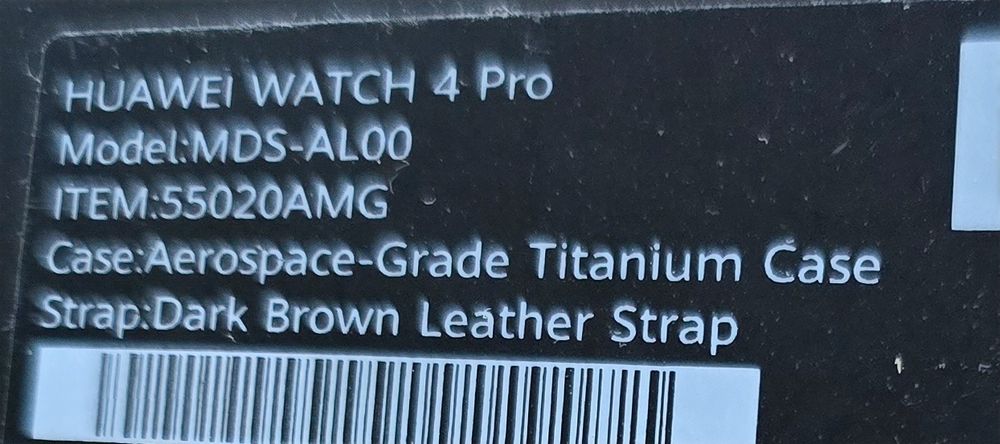 HUAWEI WATCH 4 Pro
Model:MDS-AL00
ITEM:55020AMG
Case:Aerospace-Grade Titanium Case
Strap:Dark Brown Leather Strap